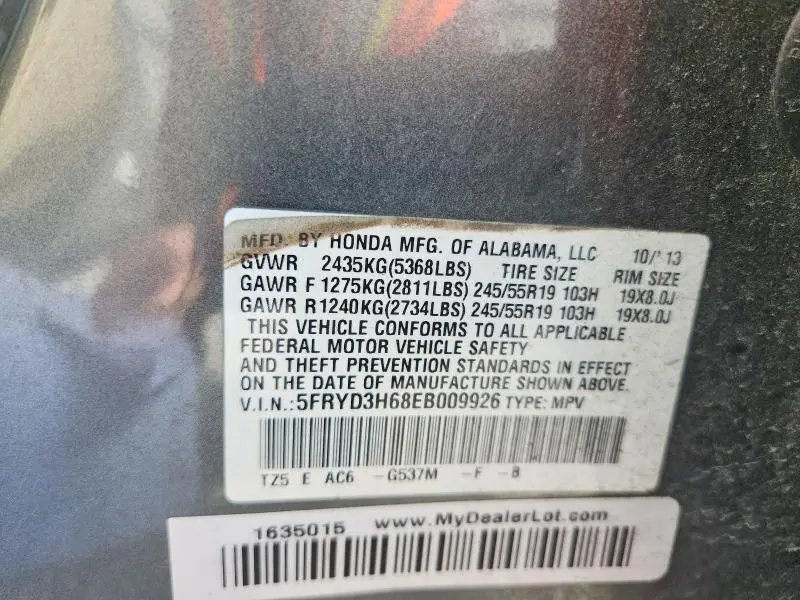 MFD. BY HONDA MFG. OF ALABAMA, LLC 10/'13
GVWR 2435KG(5368LBS) TIRE SIZE RIM SIZE
GAWR F 1275KG(2811LBS) 245/55R19 103H 19X8.0J
GAWR R1240KG(2734LBS) 245/55R19 103H 19X8.0J
THIS VEHICLE CONFORMS TO ALL APPLICABLE
FEDERAL MOTOR VEHICLE SAFETY
AND THEFT PREVENTION STANDARDS IN EFFECT
ON THE DATE OF MANUFACTURE SHOWN ABOVE.
V.I.N.:5FRYD3H68EB009926 TYPE: MPV
TZ5 E AC6 -G537M -F -B
1635015 www.MyDealerLot.com